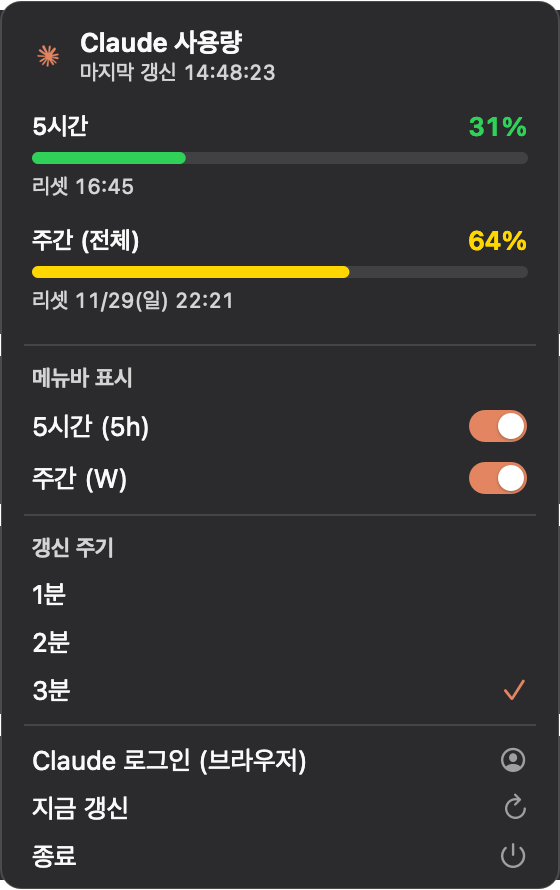 Claude 사용량
마지막 갱신 14:48:23
5시간 31%
리셋 16:45
주간 (전체) 64%
리셋 11/29(일) 22:21
메뉴바 표시
5시간 (5h)
주간 (W)
갱신 주기
1분
2분
3분
Claude 로그인 (브라우저)
지금 갱신
종료